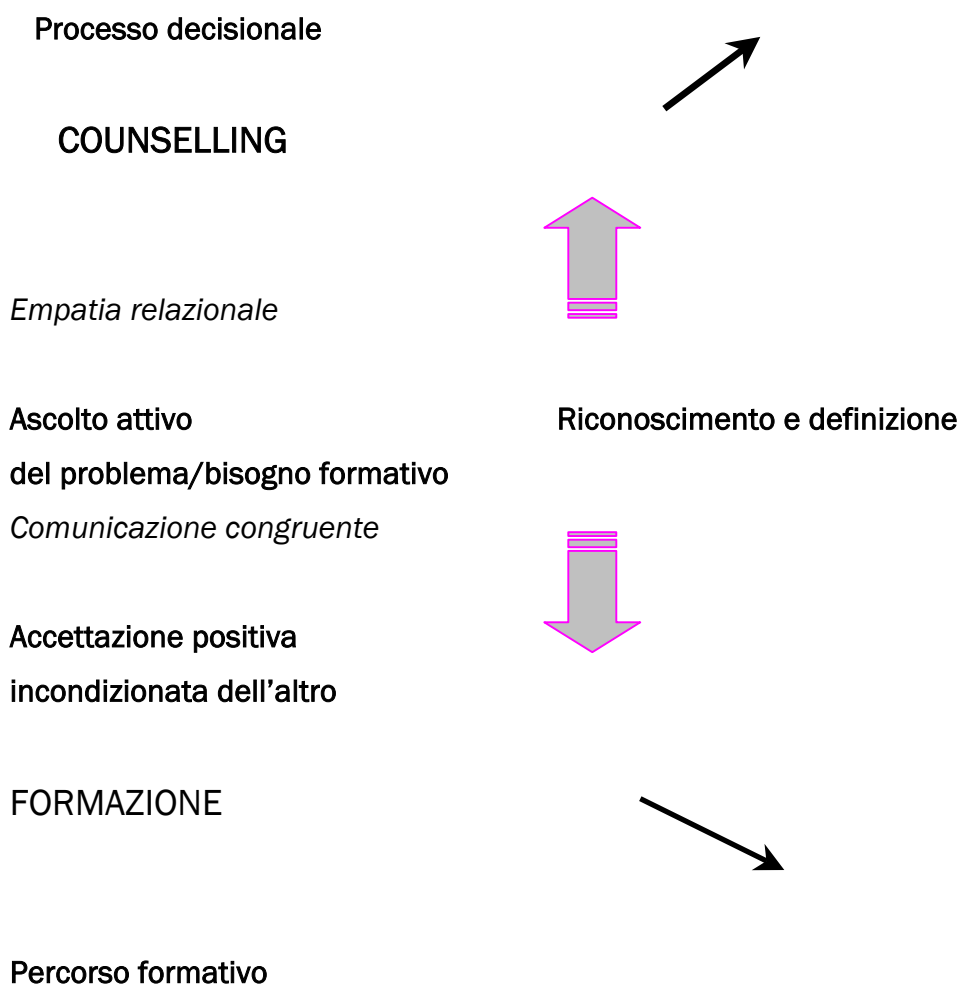 Processo decisionale
COUNSELLING
Empatia relazionale
Ascolto attivo Riconoscimento e definizione
del problema/bisogno formativo
Comunicazione congruente
Accettazione positiva
incondizionata dell’altro
FORMAZIONE
Percorso formativo